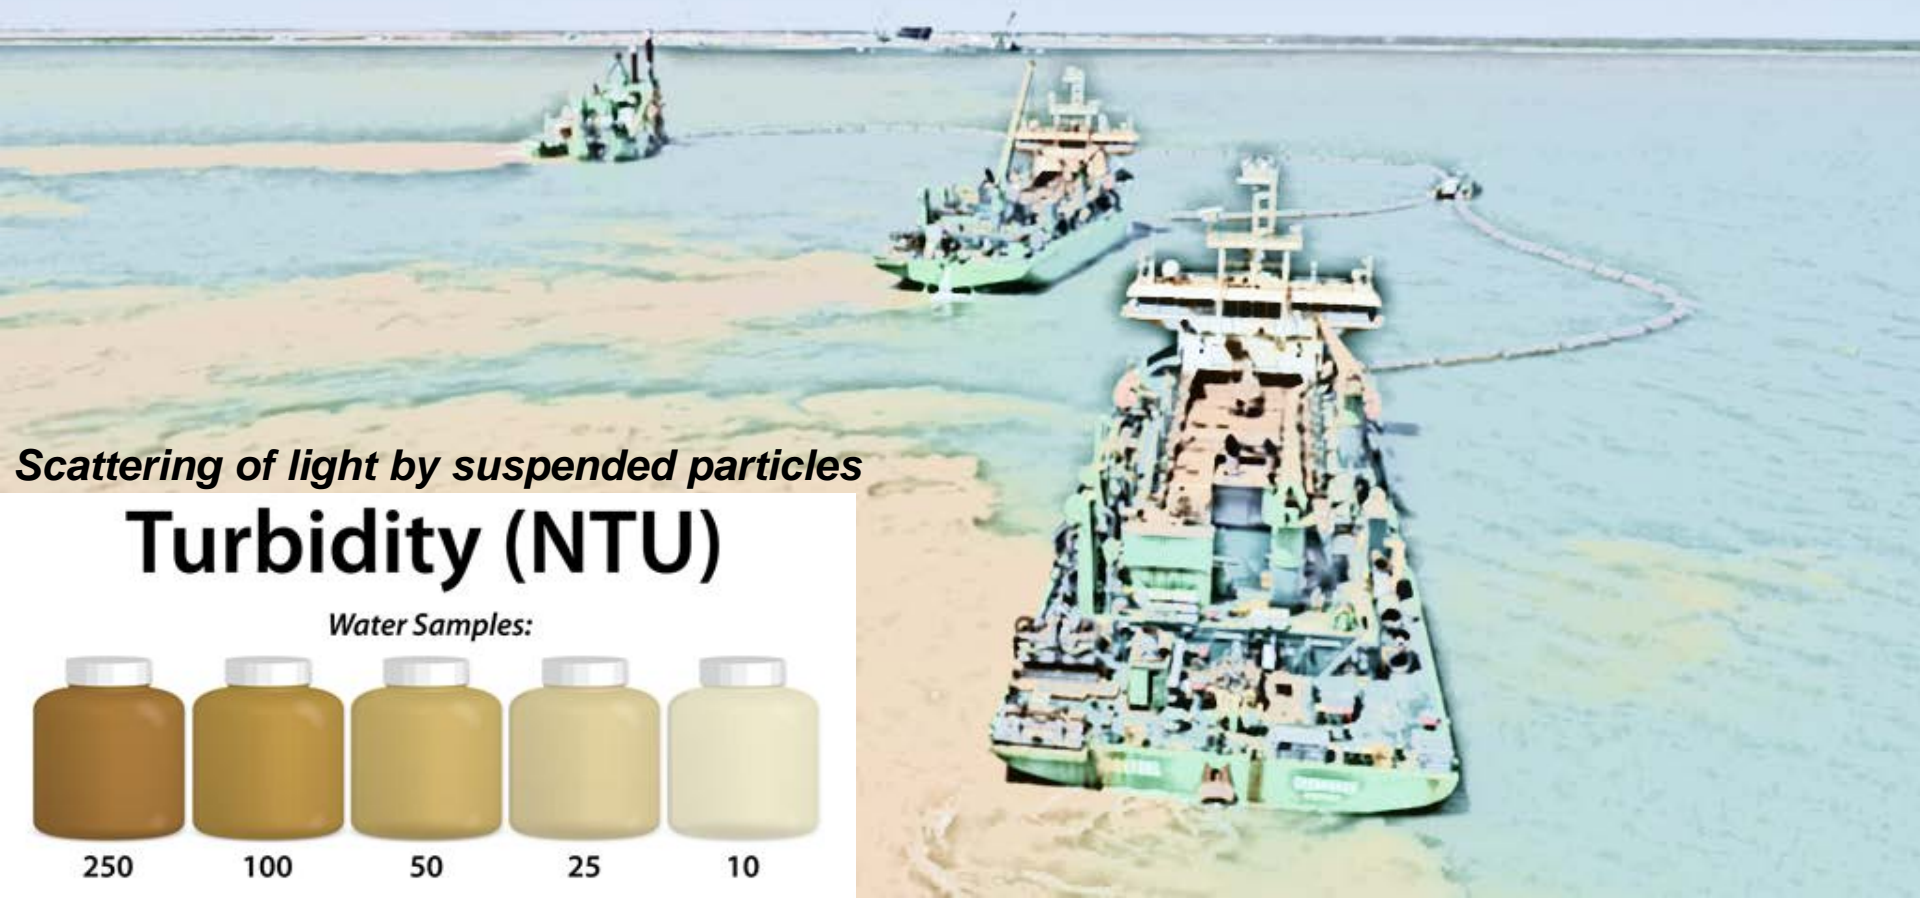 Scattering of light by suspended particles
Turbidity (NTU)
Water Samples:
250 100 50 25 10